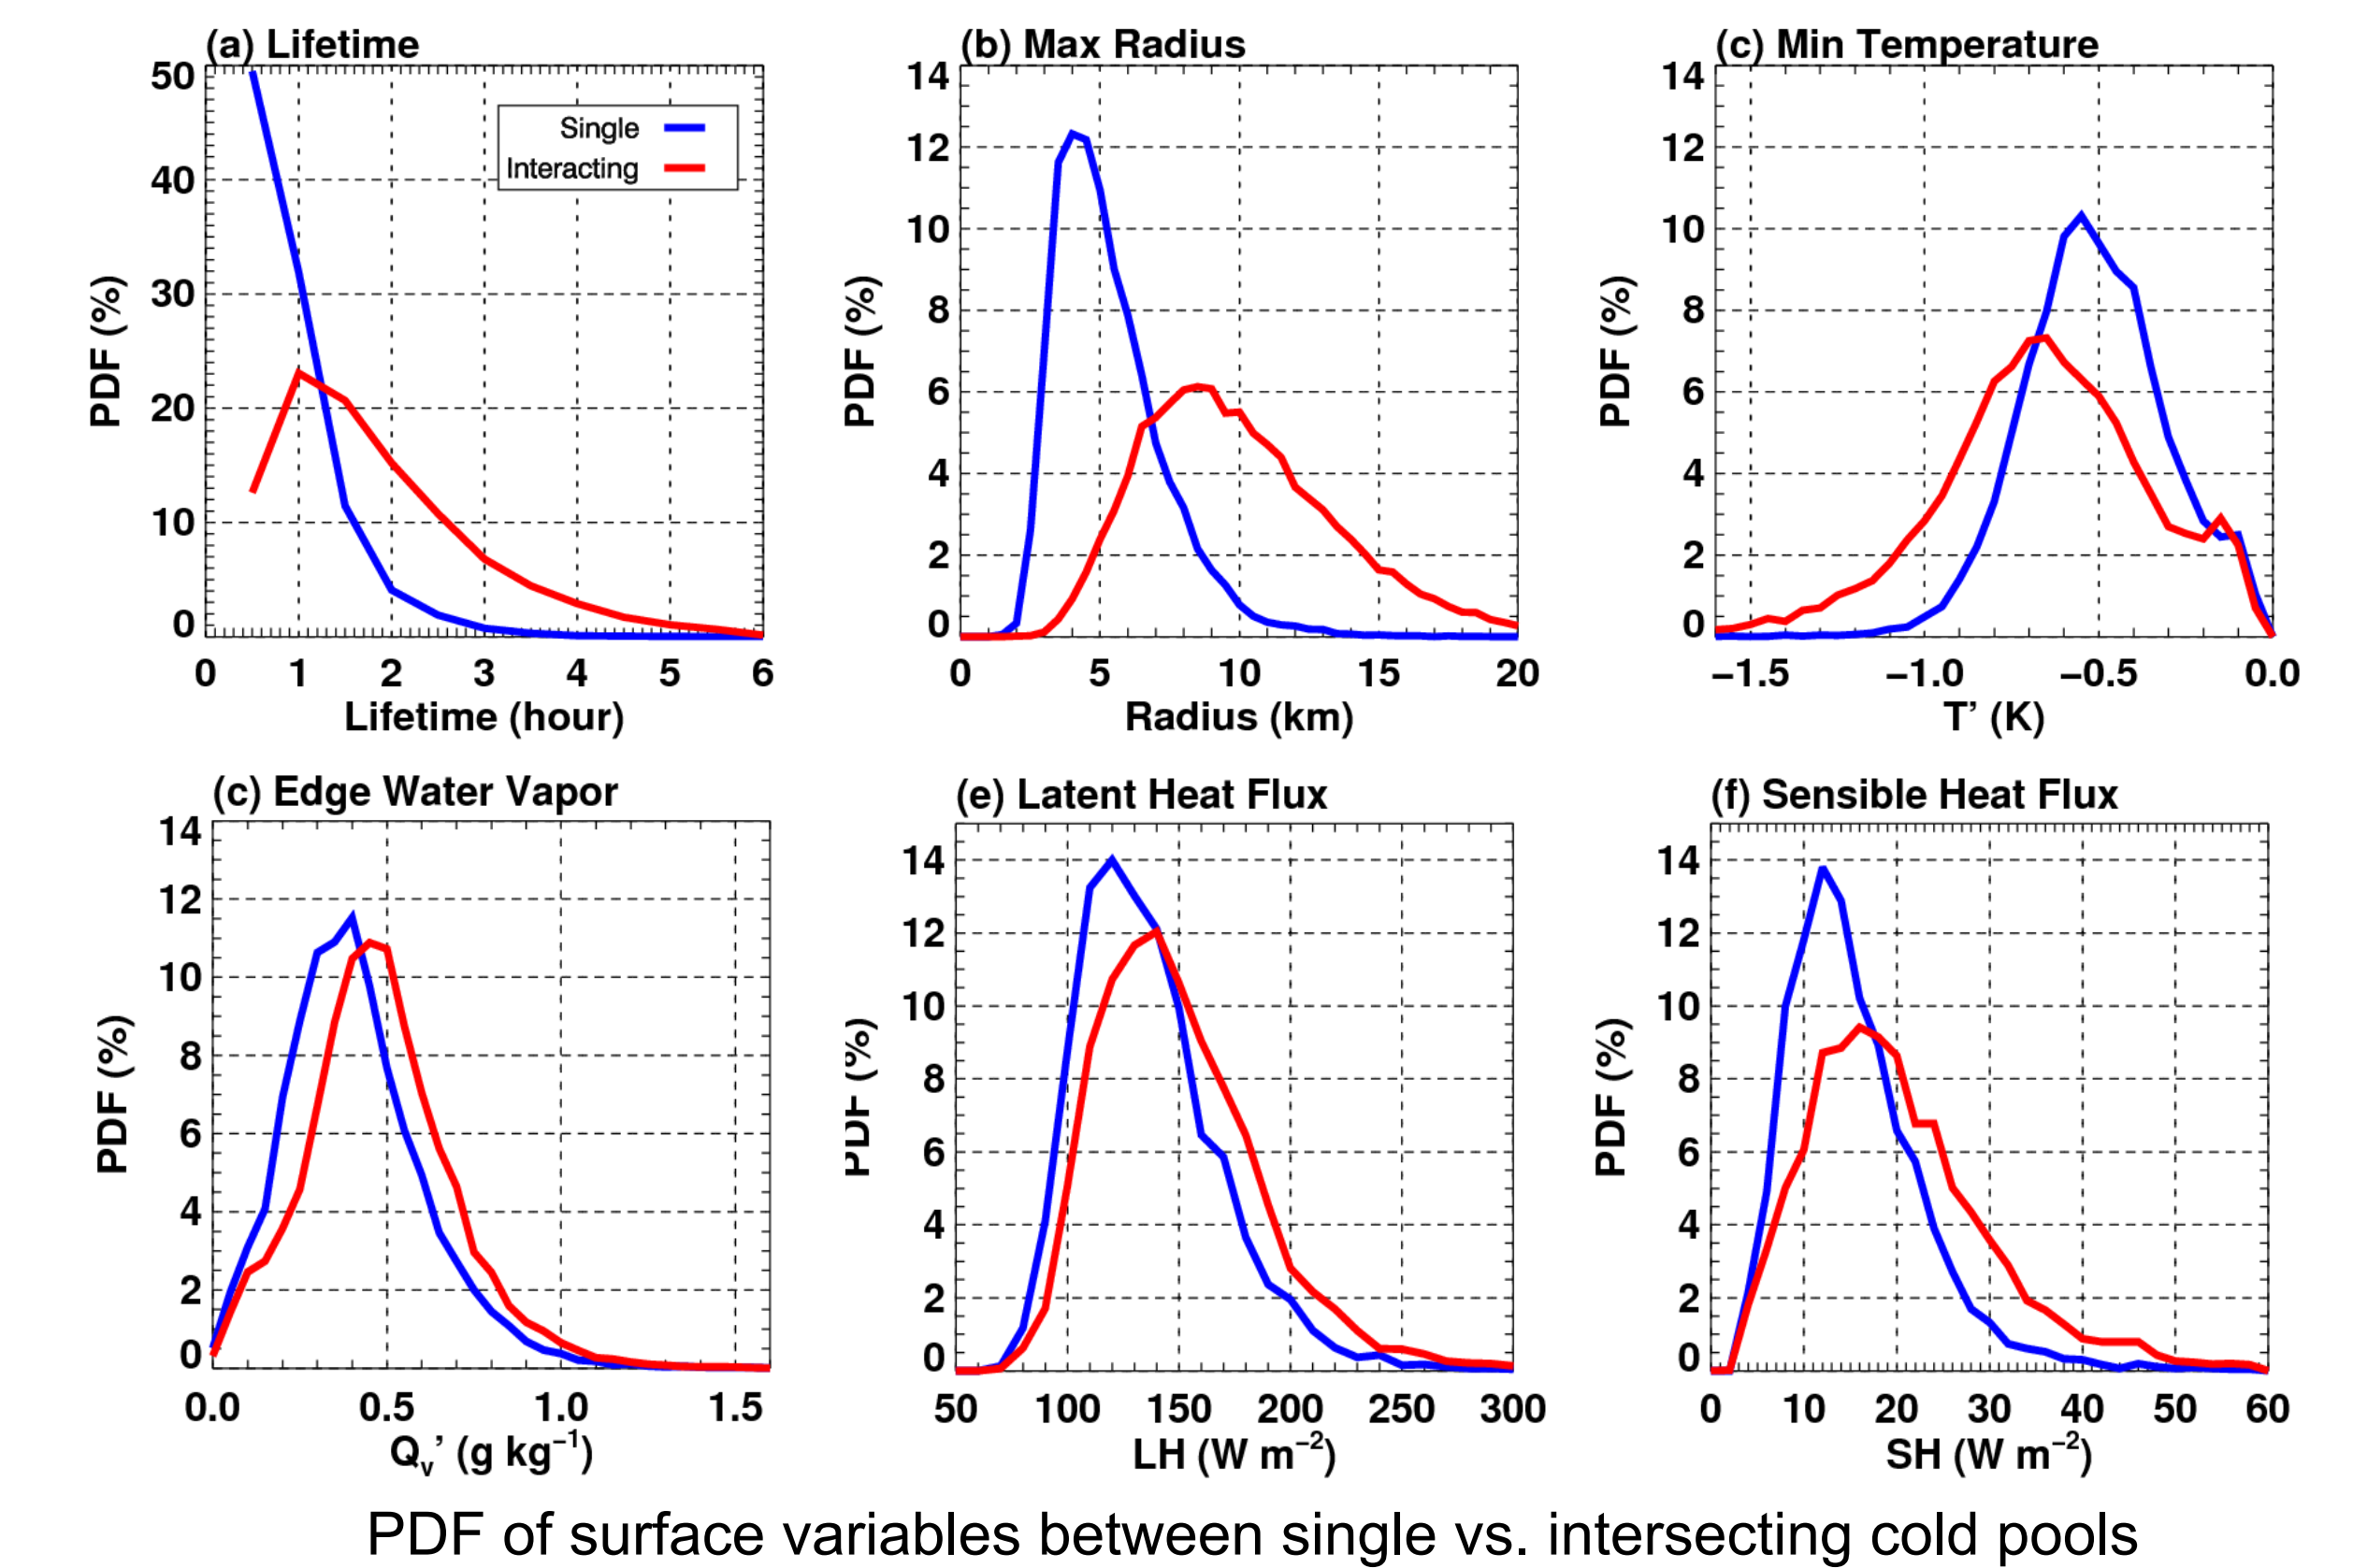 (a) Lifetime
50
40
30
20
10
0
PDF (%)
Single
Interacting
0 1 2 3 4 5 6
Lifetime (hour)
(b) Max Radius
14
12
10
8
6
4
2
0
PDF (%)
0 5 10 15 20
Radius (km)
(c) Min Temperature
14
12
10
8
6
4
2
0
PDF (%)
−1.5 −1.0 −0.5 0.0
T’ (K)
(c) Edge Water Vapor
14
12
10
8
6
4
2
0
PDF (%)
0.0 0.5 1.0 1.5
Qᵥ’ (g kg⁻¹)
(e) Latent Heat Flux
14
12
10
8
6
4
2
0
PDF (%)
50 100 150 200 250 300
LH (W m⁻²)
(f) Sensible Heat Flux
14
12
10
8
6
4
2
0
PDF (%)
0 10 20 30 40 50 60
SH (W m⁻²)
PDF of surface variables between single vs. intersecting cold pools